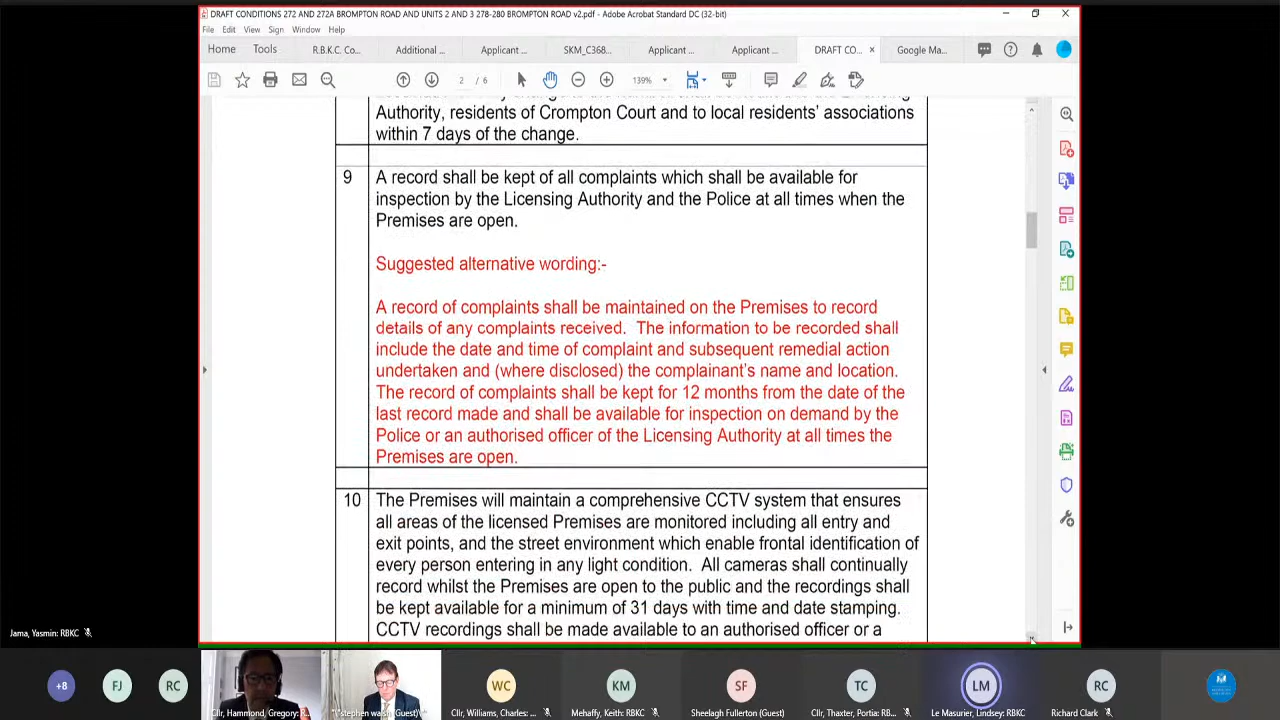 DRAFT CONDITIONS 272 AND 272A BROMPTON ROAD AND UNITS 2 AND 3 278-280 BROMPTON ROAD v2.pdf - Adobe Acrobat Standard DC (32-bit)
File Edit View Sign Window Help
Home Tools R.B.K.C. Co... Additional ... Applicant ... SKM_C368... Applicant ... Applicant ... DRAFT CO... × Google Ma...
2 / 6 139%
Authority, residents of Crompton Court and to local residents' associations
within 7 days of the change.
9 A record shall be kept of all complaints which shall be available for
inspection by the Licensing Authority and the Police at all times when the
Premises are open.
Suggested alternative wording:-
A record of complaints shall be maintained on the Premises to record
details of any complaints received. The information to be recorded shall
include the date and time of complaint and subsequent remedial action
undertaken and (where disclosed) the complainant's name and location.
The record of complaints shall be kept for 12 months from the date of the
last record made and shall be available for inspection on demand by the
Police or an authorised officer of the Licensing Authority at all times the
Premises are open.
10 The Premises will maintain a comprehensive CCTV system that ensures
all areas of the licensed Premises are monitored including all entry and
exit points, and the street environment which enable frontal identification of
every person entering in any light condition. All cameras shall continually
record whilst the Premises are open to the public and the recordings shall
be kept available for a minimum of 31 days with time and date stamping.
CCTV recordings shall be made available to an authorised officer or a
Jama, Yasmin: RBKC
+8 FJ RC WC KM SF TC LM RC
Cllr, Hammond, Gregory: R... "stephen walsh (Guest) Cllr, Williams, Charles: ... Mehaffy, Keith: RBKC Sheelagh Fullerton (Guest) Cllr, Thaxter, Portia: RB... Le Masurier, Lindsey: RBKC Richard Clark